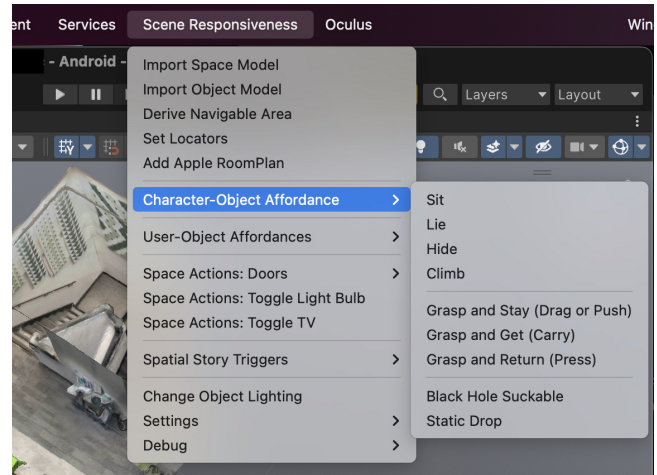 ent Services Scene Responsiveness Oculus Win
- Android -
Layers Layout
Import Space Model
Import Object Model
Derive Navigable Area
Set Locators
Add Apple RoomPlan
Character-Object Affordance
User-Object Affordances
Space Actions: Doors
Space Actions: Toggle Light Bulb
Space Actions: Toggle TV
Spatial Story Triggers
Change Object Lighting
Settings
Debug
Sit
Lie
Hide
Climb
Grasp and Stay (Drag or Push)
Grasp and Get (Carry)
Grasp and Return (Press)
Black Hole Suckable
Static Drop